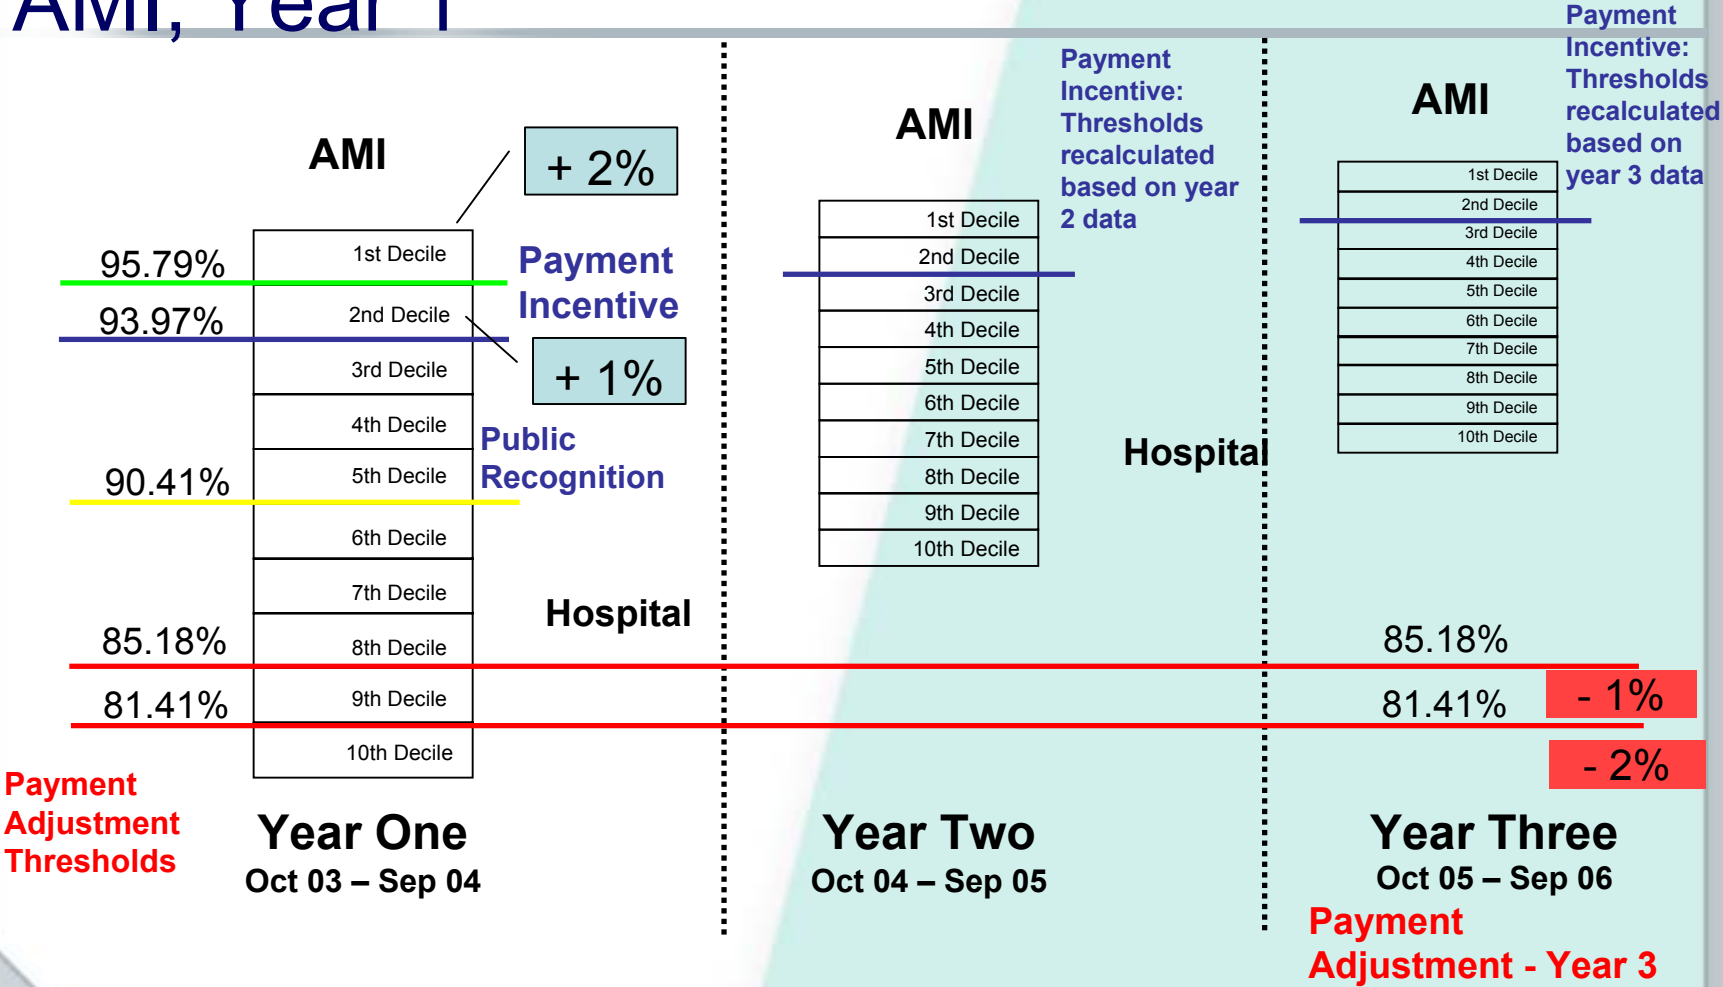 AMI, Year 1
AMI
+ 2%
95.79%
93.97%
90.41%
85.18%
81.41%
1st Decile
2nd Decile
3rd Decile
4th Decile
5th Decile
6th Decile
7th Decile
8th Decile
9th Decile
10th Decile
Payment
Incentive
+ 1%
Public
Recognition
Hospital
Payment
Adjustment
Thresholds
Year One
Oct 03 – Sep 04
AMI
Payment
Incentive:
Thresholds
recalculated
based on year
2 data
1st Decile
2nd Decile
3rd Decile
4th Decile
5th Decile
6th Decile
7th Decile
8th Decile
9th Decile
10th Decile
Hospital
Year Two
Oct 04 – Sep 05
AMI
Payment
Incentive:
Thresholds
recalculated
based on
year 3 data
1st Decile
2nd Decile
3rd Decile
4th Decile
5th Decile
6th Decile
7th Decile
8th Decile
9th Decile
10th Decile
85.18%
- 1%
81.41%
- 2%
Year Three
Oct 05 – Sep 06
Payment
Adjustment - Year 3